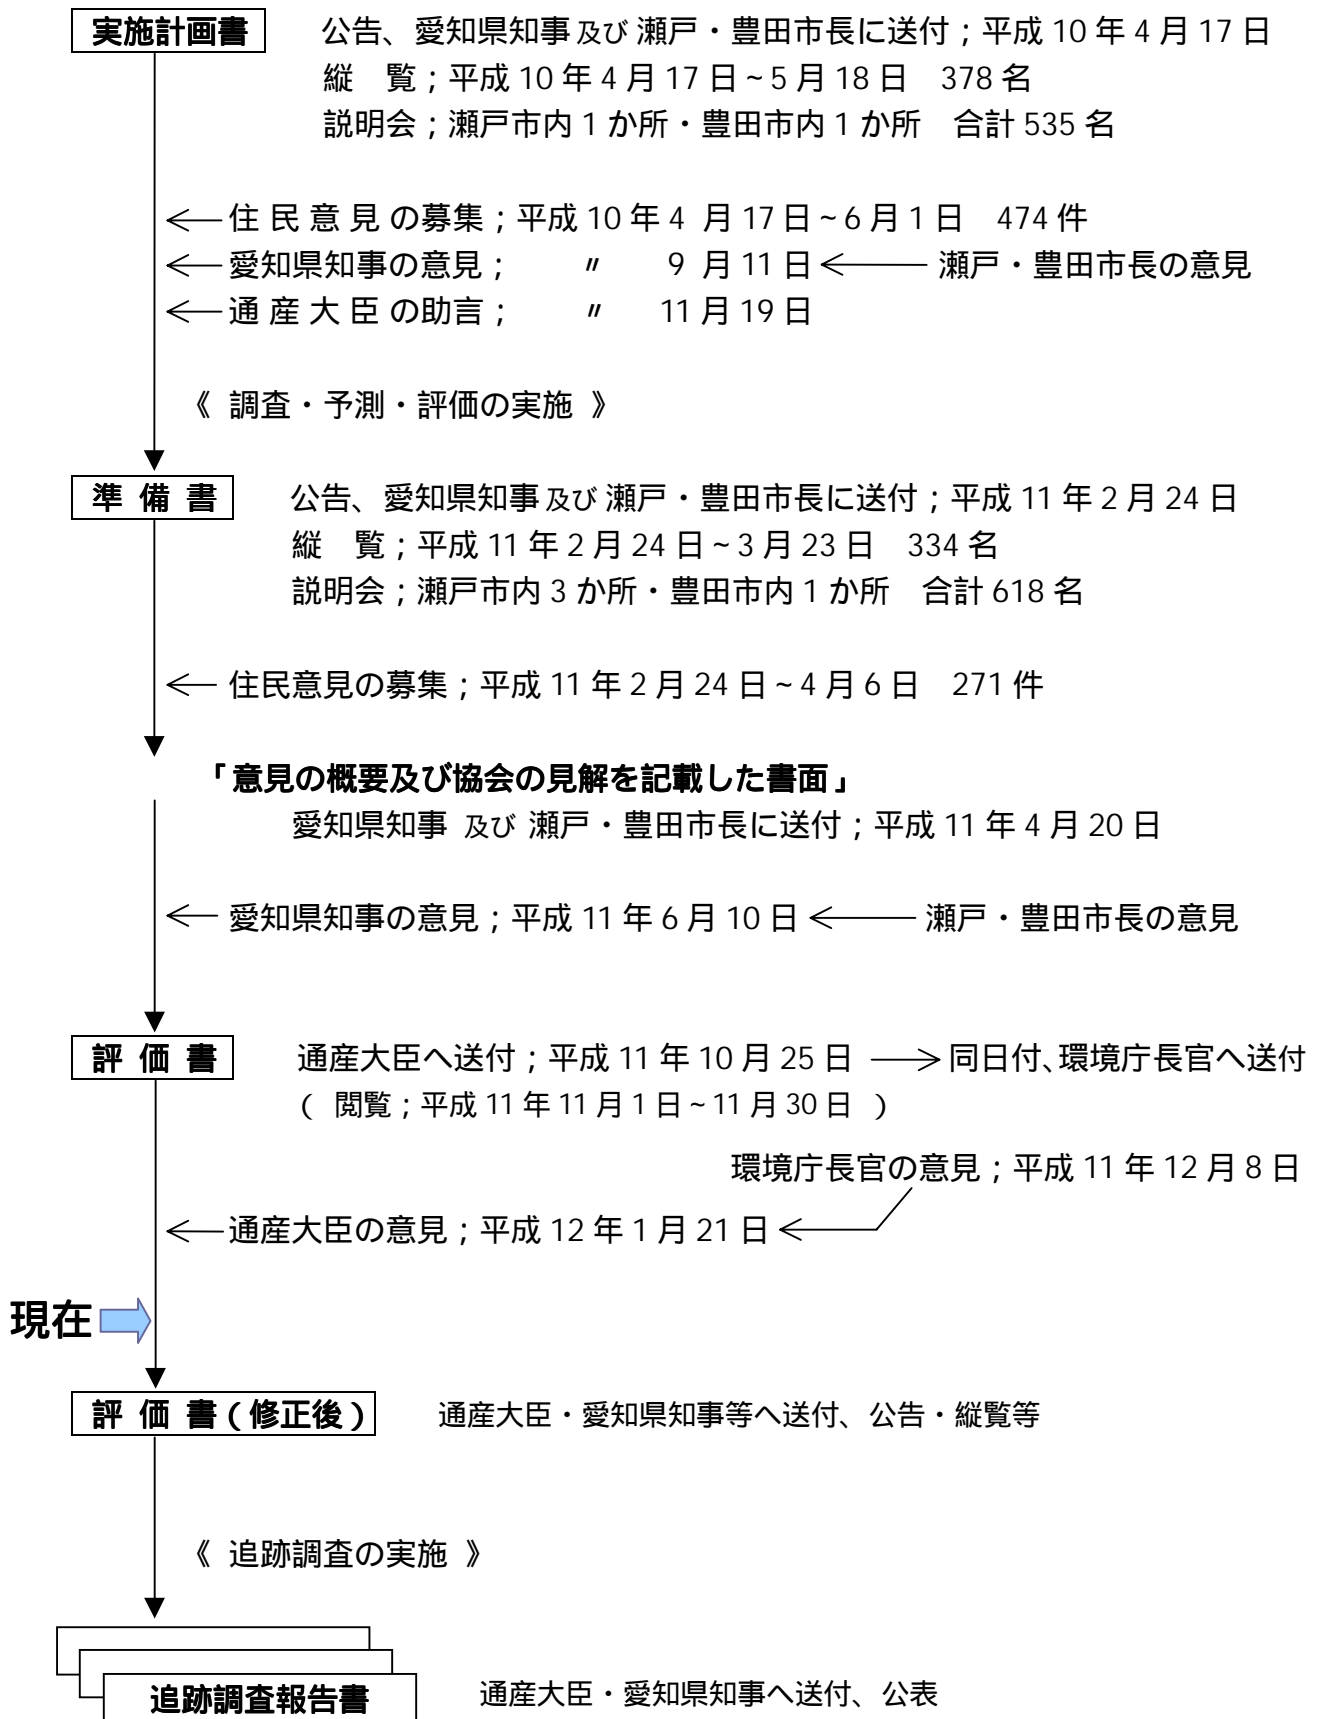 実施計画書 公告、愛知県知事及び瀬戸・豊田市長に送付；平成10年4月17日
縦　覧；平成10年4月17日~5月18日　378名
説明会；瀬戸市内1か所・豊田市内1か所　合計535名
住民意見の募集；平成10年4月17日~6月1日　474件
愛知県知事の意見；　〃　9月11日 瀬戸・豊田市長の意見
通産大臣の助言；　〃　11月19日
《 調査・予測・評価の実施 》
準備書 公告、愛知県知事及び瀬戸・豊田市長に送付；平成11年2月24日
縦　覧；平成11年2月24日~3月23日　334名
説明会；瀬戸市内3か所・豊田市内1か所　合計618名
住民意見の募集；平成11年2月24日~4月6日　271件
「意見の概要及び協会の見解を記載した書面」
愛知県知事及び瀬戸・豊田市長に送付；平成11年4月20日
愛知県知事の意見；平成11年6月10日 瀬戸・豊田市長の意見
評価書 通産大臣へ送付；平成11年10月25日 同日付、環境庁長官へ送付
（ 閲覧；平成11年11月1日~11月30日 ）
環境庁長官の意見；平成11年12月8日
通産大臣の意見；平成12年1月21日
現在
評価書（修正後） 通産大臣・愛知県知事等へ送付、公告・縦覧等
《 追跡調査の実施 》
追跡調査報告書 通産大臣・愛知県知事へ送付、公表